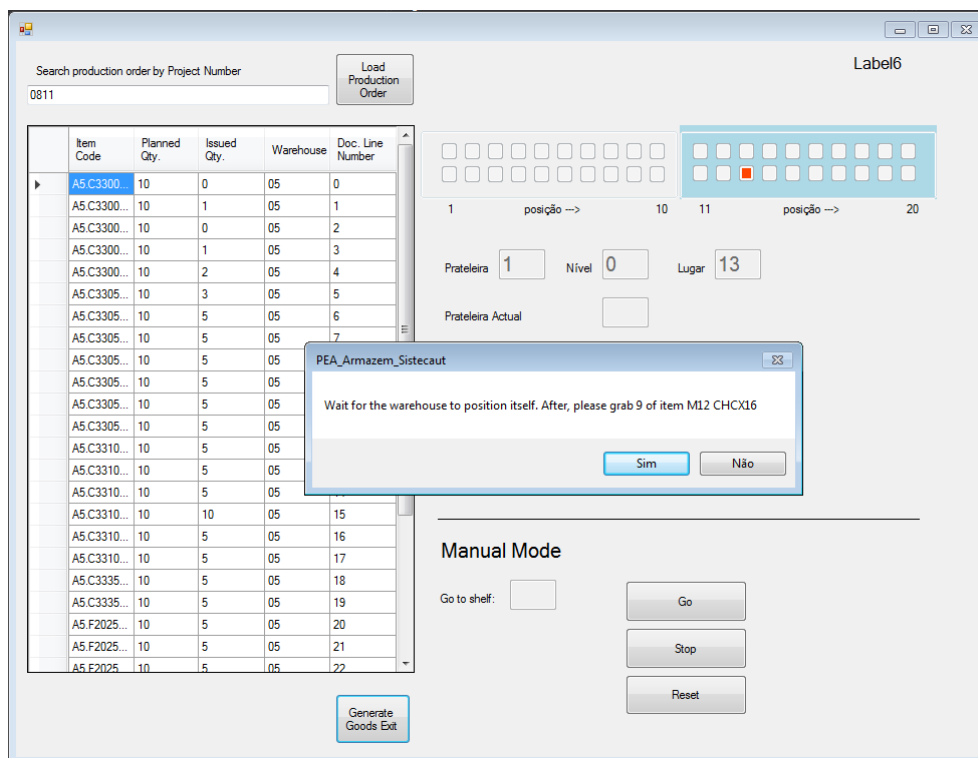 Label6
Search production order by Project Number
Load Production Order
0811
Item Code Planned Qty. Issued Qty. Warehouse Doc. Line Number
A5.C3300... 10 0 05 0
A5.C3300... 10 1 05 1
A5.C3300... 10 0 05 2
A5.C3300... 10 1 05 3
A5.C3300... 10 2 05 4
A5.C3305... 10 3 05 5
A5.C3305... 10 5 05 6
A5.C3305... 10 5 05 7
A5.C3305... 10 5 05
A5.C3305... 10 5 05
A5.C3305... 10 5 05
A5.C3305... 10 5 05
A5.C3310... 10 5 05
A5.C3310... 10 5 05
A5.C3310... 10 5 05
A5.C3310... 10 10 05 15
A5.C3310... 10 5 05 16
A5.C3310... 10 5 05 17
A5.C3335... 10 5 05 18
A5.C3335... 10 5 05 19
A5.F2025... 10 5 05 20
A5.F2025... 10 5 05 21
A5.F2025... 10 5 05 22
Generate Goods Exit
1 posição ---> 10 11 posição ---> 20
Prateleira 1 Nível 0 Lugar 13
Prateleira Actual
PEA_Armazem_Sistecaut
Wait for the warehouse to position itself. After, please grab 9 of item M12 CHCX16
Sim Não
Manual Mode
Go to shelf:
Go
Stop
Reset